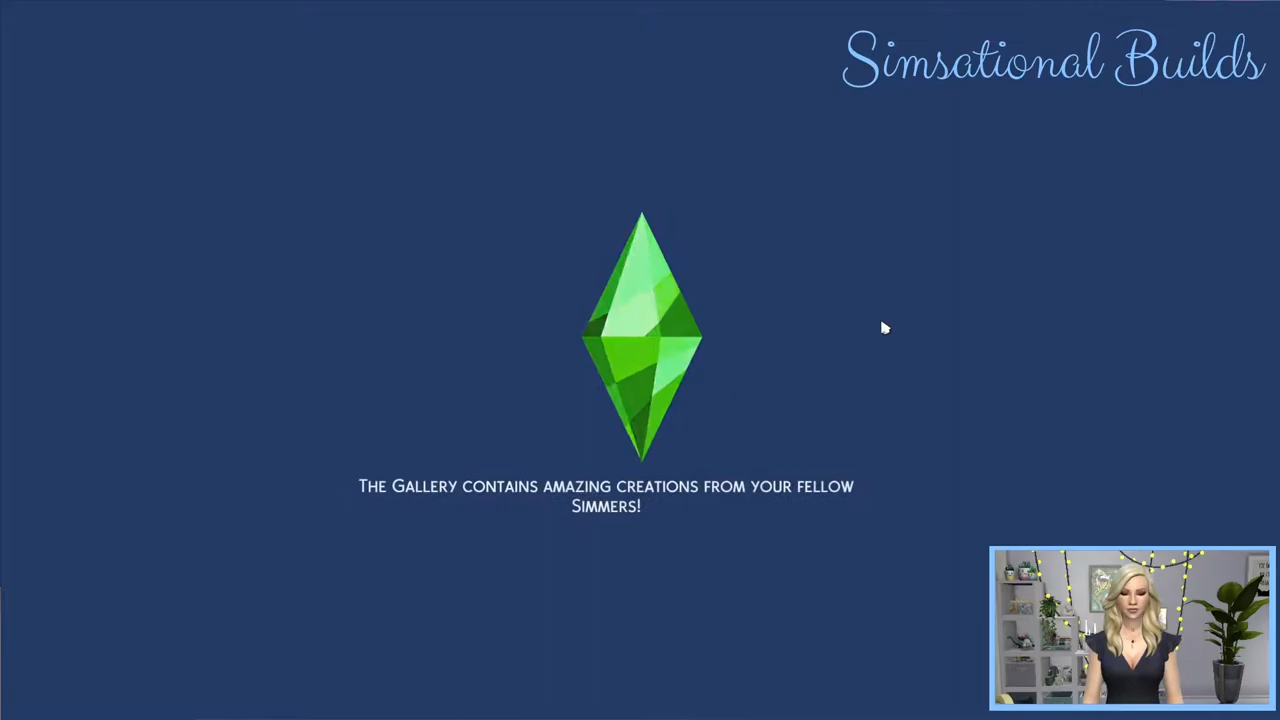 Simsational Builds
The Gallery contains amazing creations from your fellow
Simmers!